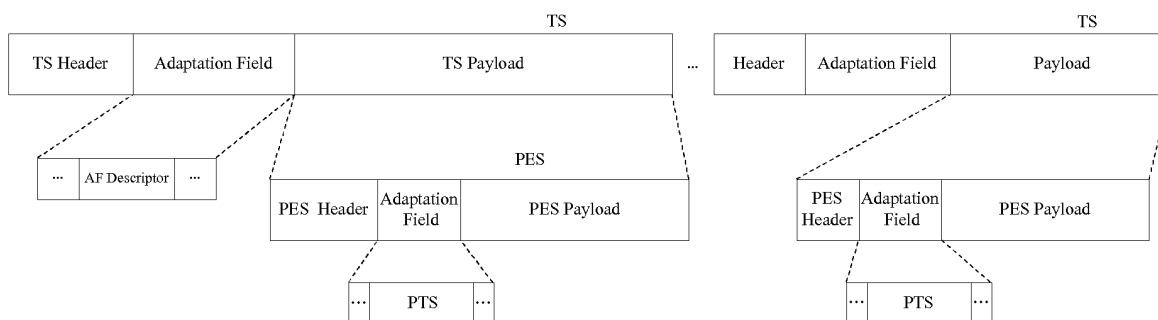 TS
TS
TS Header Adaptation Field TS Payload ... Header Adaptation Field Payload
... AF Descriptor ...
PES
PES Header Adaptation Field PES Payload
PES Header Adaptation Field PES Payload
... PTS ...
... PTS ...